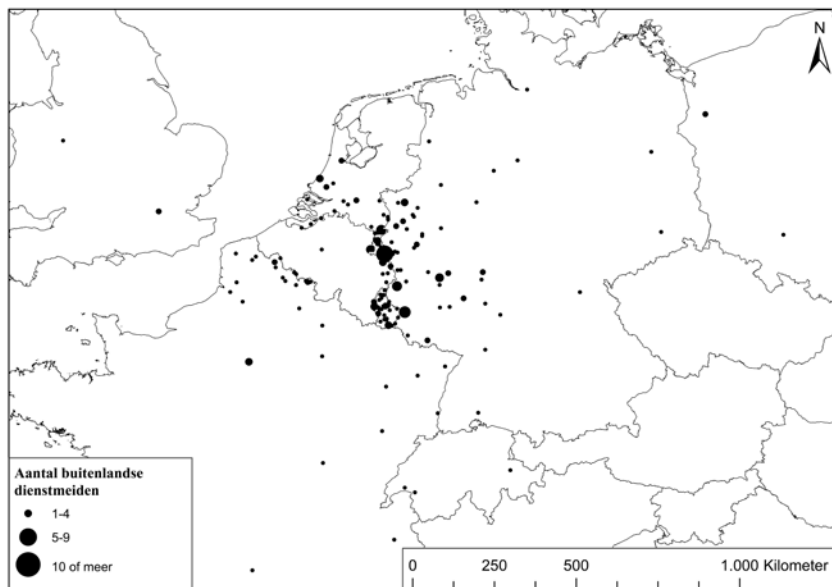 N
Aantal buitenlandse
dienstmeiden
1-4
5-9
10 of meer
0 250 500 1.000 Kilometer